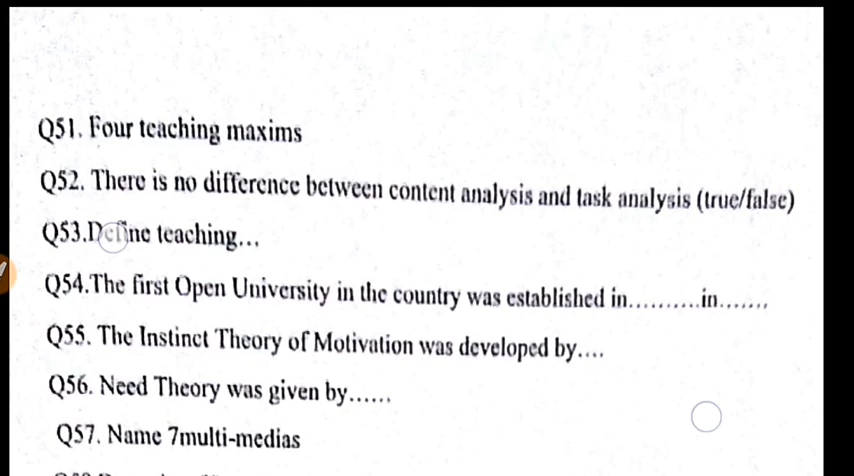 Q51. Four teaching maxims
Q52. There is no difference between content analysis and task analysis (true/false)
Q53.Define teaching...
Q54.The first Open University in the country was established in..........in.......
Q55. The Instinct Theory of Motivation was developed by....
Q56. Need Theory was given by......
Q57. Name 7multi-medias